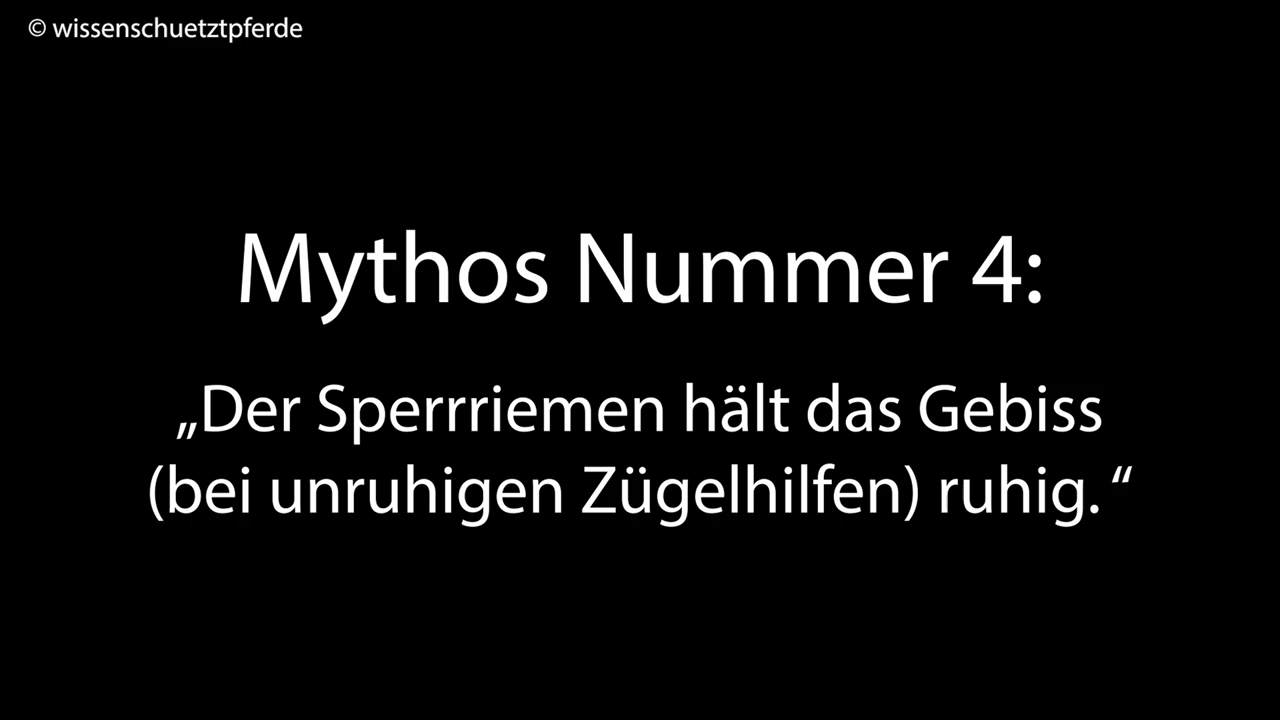 © wissenschuetztpferde
Mythos Nummer 4:
„Der Sperrriemen hält das Gebiss
(bei unruhigen Zügelhilfen) ruhig. “